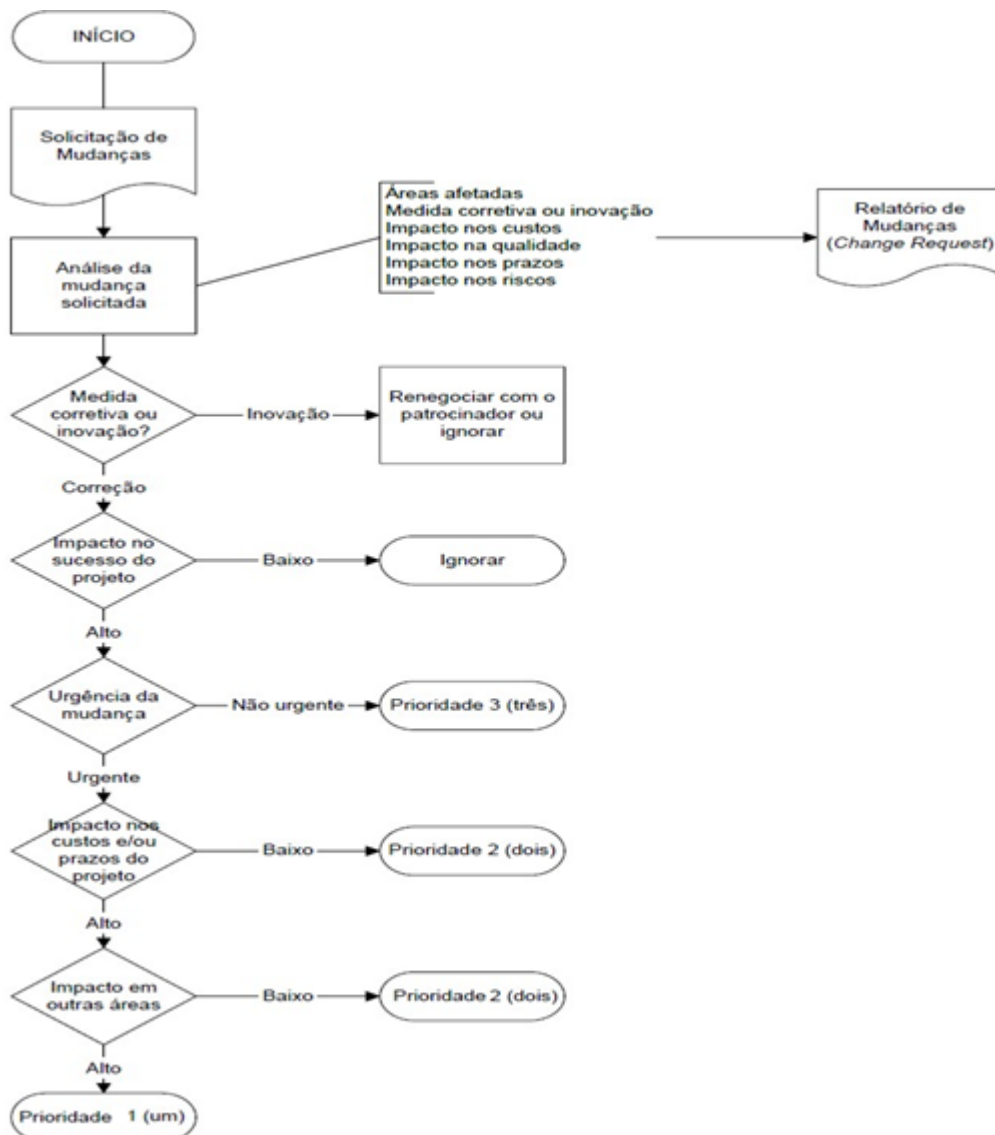 INÍCIO
Solicitação de
Mudanças
Áreas afetadas
Medida corretiva ou inovação
Impacto nos custos
Impacto na qualidade
Impacto nos prazos
Impacto nos riscos
Relatório de
Mudanças
(Change Request)
Análise da
mudança
solicitada
Medida
corretiva ou
inovação?
Inovação
Renegociar com o
patrocinador ou
ignorar
Correção
Impacto no
sucesso do
projeto
Baixo
Ignorar
Alto
Urgência da
mudança
Não urgente
Prioridade 3 (três)
Urgente
Impacto nos
custos e/ou
prazos do
projeto
Baixo
Prioridade 2 (dois)
Alto
Impacto em
outras áreas
Baixo
Prioridade 2 (dois)
Alto
Prioridade 1 (um)